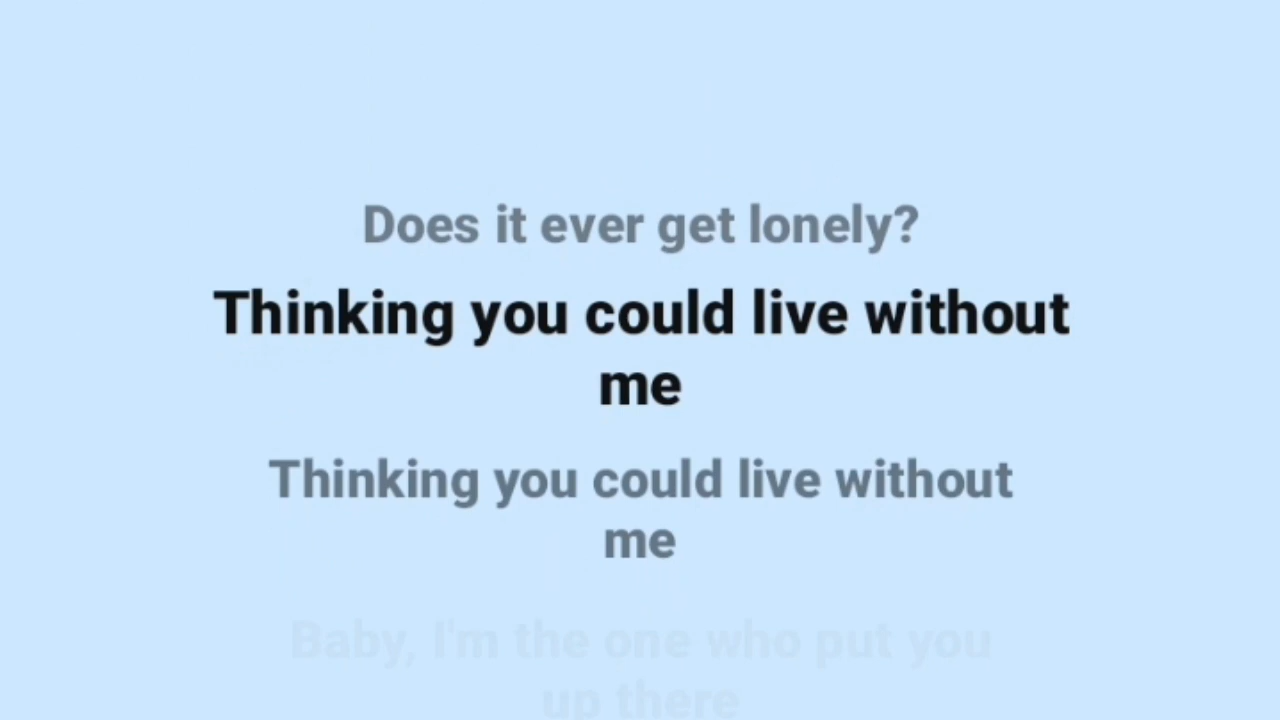 Does it ever get lonely?
Thinking you could live without
me
Thinking you could live without
me
Baby, I'm the one who put you
up there